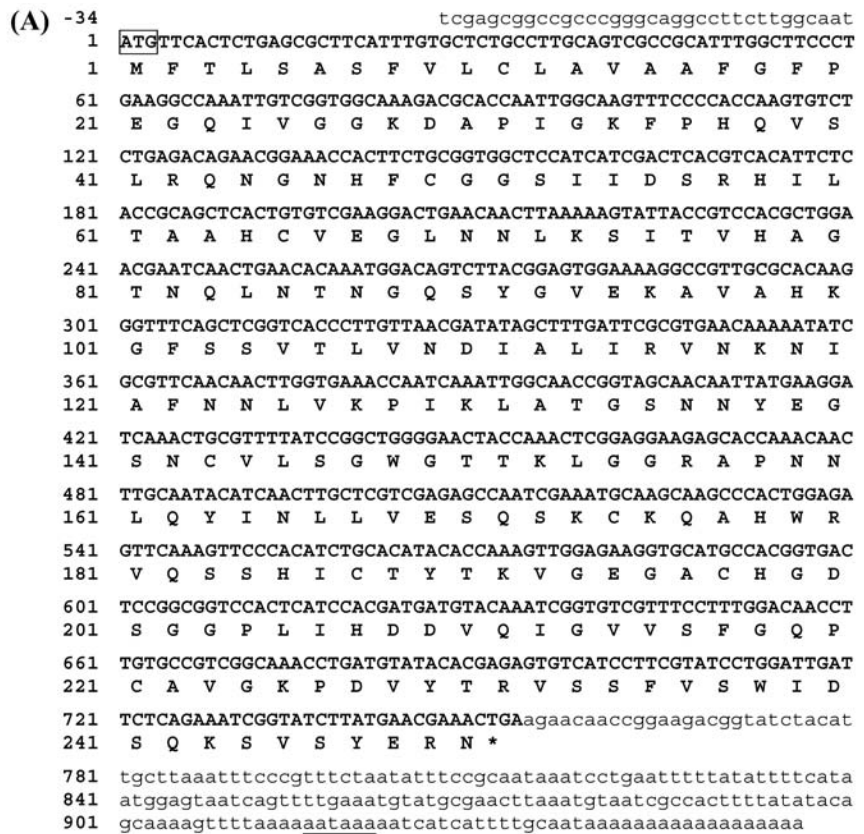 -34 tcgagcggccgcccgggcaggccttcttggcaat
(A)
1 ATGTTCACTCTGAGCGCTTCATTTGTGCTCTGCCTTGCAGTCGCCGCATTTGGCTTCCCT
1 M F T L S A S F V L C L A V A A F G F P
61 GAAGGCCAAATTGTCGGTGGCAAAGACGCACCAATTGGCAAGTTTCCCCACCAAGTGTCT
21 E G Q I V G G K D A P I G K F P H Q V S
121 CTGAGACAGAACGGAAACCACTTCTGCGGTGGCTCCATCATCGACTCACGTCACATTCTC
41 L R Q N G N H F C G G S I I D S R H I L
181 ACCGCAGCTCACTGTGTCGAAGGACTGAACAACTTAAAAAGTATTACCGTCCACGCTGGA
61 T A A H C V E G L N N L K S I T V H A G
241 ACGAATCAACTGAACACAAATGGACAGTCTTACGGAGTGGAAAAGGCCGTTGCGCACAAG
81 T N Q L N T N G Q S Y G V E K A V A H K
301 GGTTTCAGCTCGGTCACCCTTGTTAACGATATAGCTTTGATTCGCGTGAACAAAAATATC
101 G F S S V T L V N D I A L I R V N K N I
361 GCGTTCAACAACTTGGTGAAACCAATCAAATTGGCAACCGGTAGCAACAATTATGAAGGA
121 A F N N L V K P I K L A T G S N N Y E G
421 TCAAACTGCGTTTTATCCGGCTGGGGAACTACCAAACTCGGAGGAAGAGCACCAAACAAC
141 S N C V L S G W G T T K L G G R A P N N
481 TTGCAATACATCAACTTGCTCGTCGAGAGCCAATCGAAATGCAAGCAAGCCCACTGGAGA
161 L Q Y I N L L V E S Q S K C K Q A H W R
541 GTTCAAAGTTCCCACATCTGCACATACACCAAAGTTGGAGAAGGTGCATGCCACGGTGAC
181 V Q S S H I C T Y T K V G E G A C H G D
601 TCCGGCGGTCCACTCATCCACGATGATGTACAAATCGGTGTCGTTTCCTTTGGACAACCT
201 S G G P L I H D D V Q I G V V S F G Q P
661 TGTGCCGTCGGCAAACCTGATGTATACACGAGAGTGTCATCCTTCGTATCCTGGATTGAT
221 C A V G K P D V Y T R V S S F V S W I D
721 TCTCAGAAATCGGTATCTTATGAACGAAACTGAagaacaaccggaagacggtatctacat
241 S Q K S V S Y E R N *
781 tgcttaaatttcccgtttctaatatttccgcaataaatcctgaatttttatattttcata
841 atggagtaatcagttttgaaatgtatgcgaacttaaatgtaatcgccacttttatataca
901 gcaaaagttttaaaaaataaaaatcatcattttgcaataaaaaaaaaaaaaaaaaa